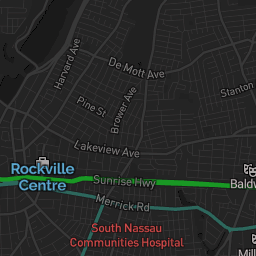 Harvard Ave
De Mott Ave
Stanton
Pine St
Brower Ave
Lakeview Ave
Rockville
Centre
Sunrise Hwy
Baldw
Merrick Rd
South Nassau
Communities Hospital
Mil